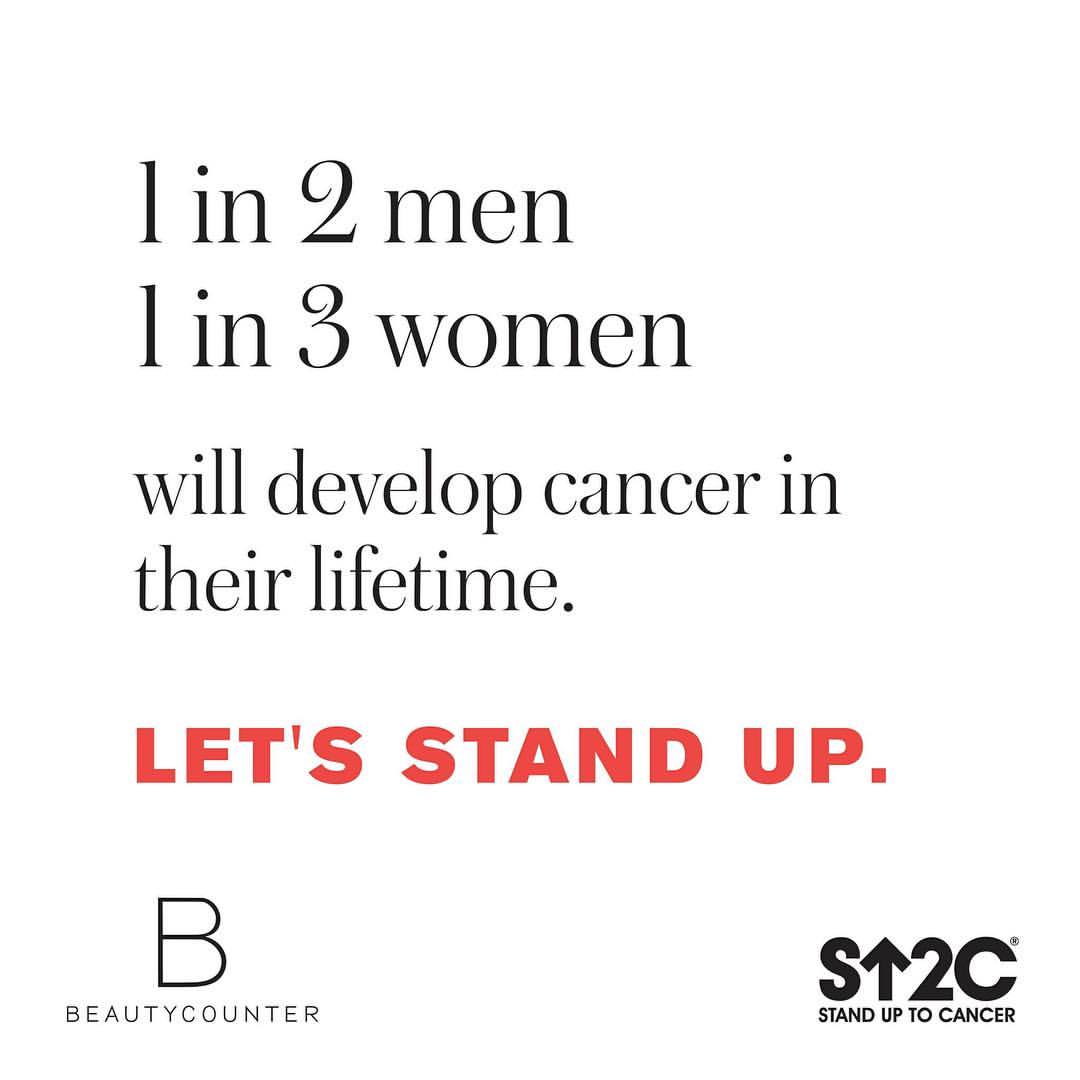 1 in 2 men
1 in 3 women
will develop cancer in
their lifetime.
LET'S STAND UP.
B
BEAUTYCOUNTER
S↑2C®
STAND UP TO CANCER